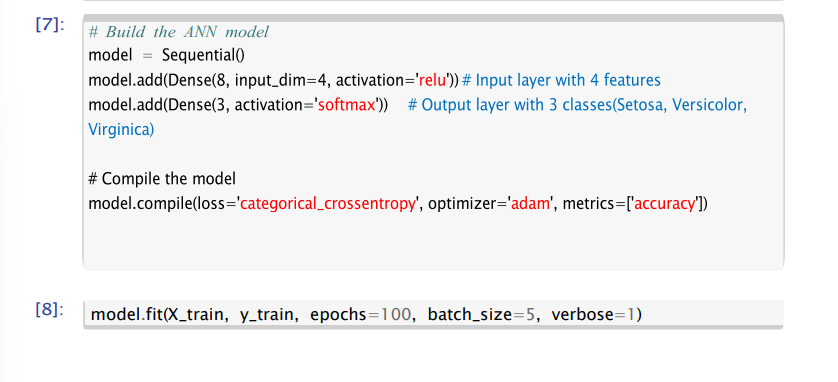 [7]:
# Build the ANN model
model = Sequential()
model.add(Dense(8, input_dim=4, activation='relu')) # Input layer with 4 features
model.add(Dense(3, activation='softmax')) # Output layer with 3 classes(Setosa, Versicolor,
Virginica)
# Compile the model
model.compile(loss='categorical_crossentropy', optimizer='adam', metrics=['accuracy'])
[8]:
model.fit(X_train, y_train, epochs=100, batch_size=5, verbose=1)